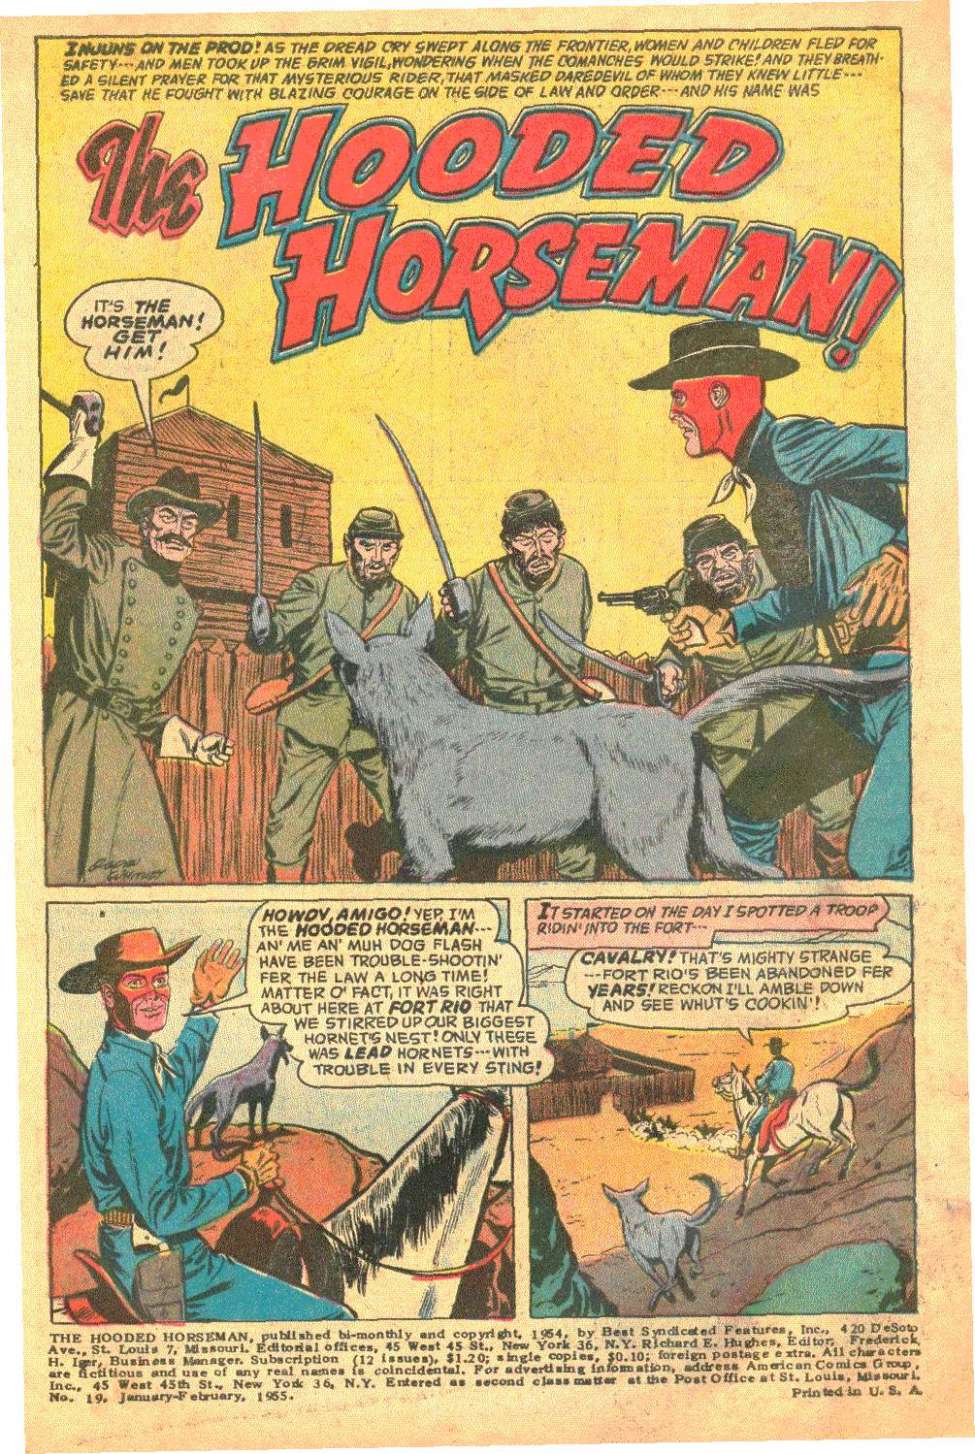 INJUNS ON THE PROD! AS THE DREAD CRY SWEPT ALONG THE FRONTIER, WOMEN AND CHILDREN FLED FOR
SAFETY---AND MEN TOOK UP THE GRIM VIGIL, WONDERING WHEN THE COMANCHES WOULD STRIKE! AND THEY BREATH-
ED A SILENT PRAYER FOR THAT MYSTERIOUS RIDER, THAT MASKED DAREDEVIL OF WHOM THEY KNEW LITTLE---
SAVE THAT HE FOUGHT WITH BLAZING COURAGE ON THE SIDE OF LAW AND ORDER---AND HIS NAME WAS
The HOODED
HORSEMAN!
IT'S THE
HORSEMAN!
GET
HIM!
HOWDY, AMIGO! YEP I'M
THE HOODED HORSEMAN---
AN' ME AN' MUH DOG FLASH
HAVE BEEN TROUBLE-SHOOTIN'
FER THE LAW A LONG TIME!
MATTER O' FACT, IT WAS RIGHT
ABOUT HERE AT FORT RIO THAT
WE STIRRED UP OUR BIGGEST
HORNET'S NEST! ONLY THESE
WAS LEAD HORNETS---WITH
TROUBLE IN EVERY STING!
IT STARTED ON THE DAY I SPOTTED A TROOP
RIDIN' INTO THE FORT---
CAVALRY! THAT'S MIGHTY STRANGE
---FORT RIO'S BEEN ABANDONED FER
YEARS! RECKON I'LL AMBLE DOWN
AND SEE WHUT'S COOKIN'!
THE HOODED HORSEMAN, published bi-monthly and copyright, 1954, by Best Syndicated Features, Inc., 420 DeSoto
Ave., St. Louis 7, Missouri. Editorial offices, 45 West 45 St., New York 36, N.Y. Richard E. Hughes, Editor, Frederick
H. Iger, Business Manager. Subscription (12 issues), $1.20; single copies, $0.10; foreign postage extra. All characters
are fictitious and use of any real names is coincidental. For advertising information, address American Comics Group,
Inc., 45 West 45th St., New York 36, N.Y. Entered as second class matter at the Post Office at St. Louis, Missouri.
No. 19, January-February, 1955. Printed in U. S. A.